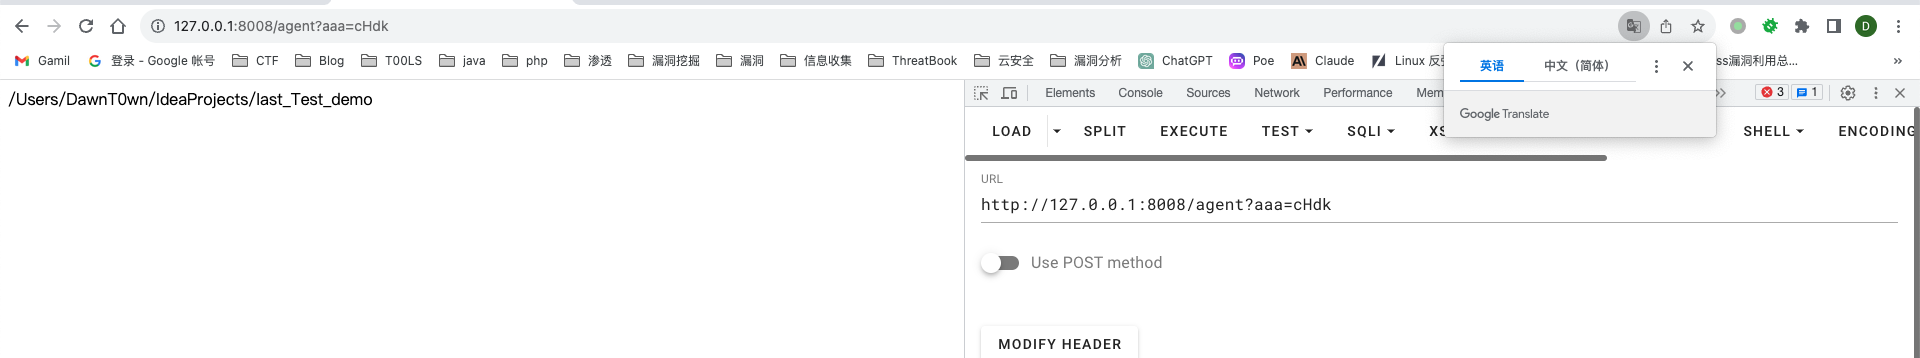 127.0.0.1:8008/agent?aaa=cHdk
D
Gamil 登录 - Google 帐号 CTF Blog T00LS java php 渗透 漏洞挖掘 漏洞 信息收集 ThreatBook 云安全 漏洞分析 ChatGPT Poe Claude Linux 反 ss漏洞利用总... »
英语 中文（简体）
Google Translate
/Users/DawnT0wn/IdeaProjects/last_Test_demo
Elements Console Sources Network Performance Mem 3 1
LOAD SPLIT EXECUTE TEST SQLI XS SHELL ENCODING
URL
http://127.0.0.1:8008/agent?aaa=cHdk
Use POST method
MODIFY HEADER